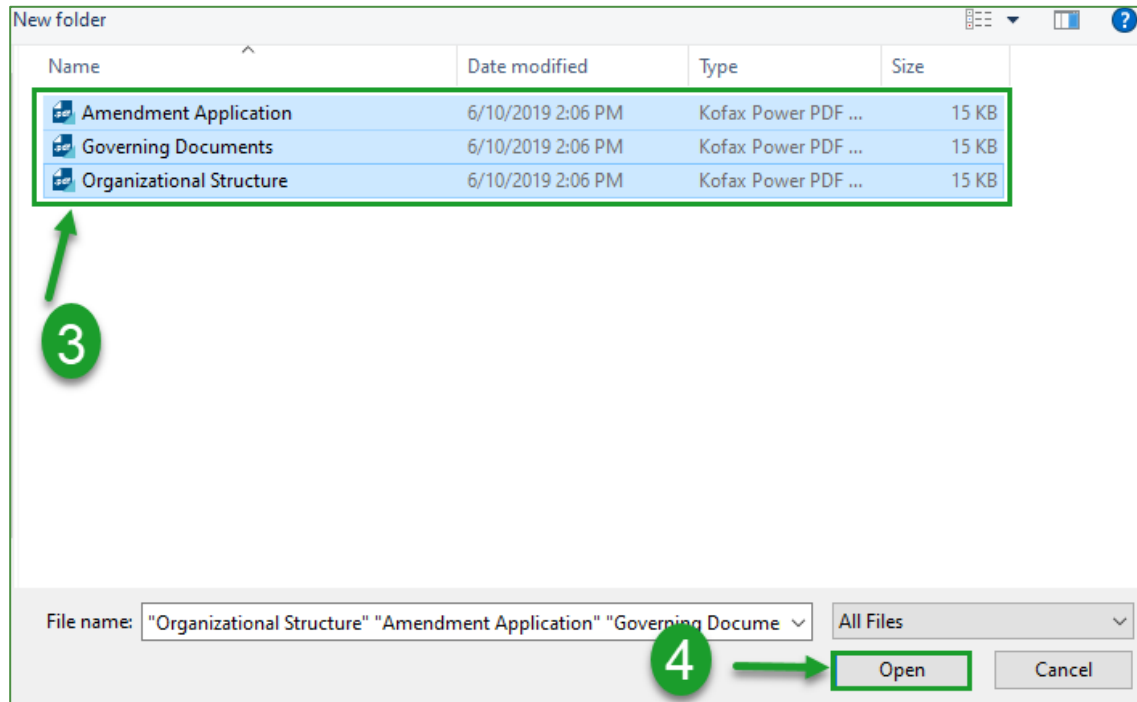 New folder
Name Date modified Type Size
Amendment Application 6/10/2019 2:06 PM Kofax Power PDF ... 15 KB
Governing Documents 6/10/2019 2:06 PM Kofax Power PDF ... 15 KB
Organizational Structure 6/10/2019 2:06 PM Kofax Power PDF ... 15 KB
3
File name: "Organizational Structure" "Amendment Application" "Governing Docume All Files
4 Open Cancel